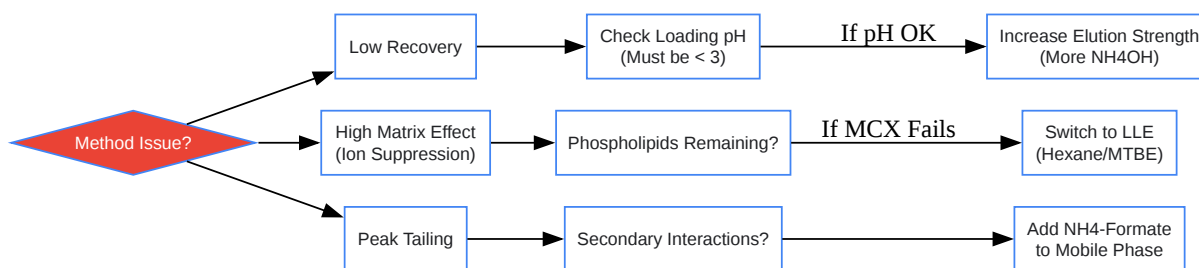 Method Issue?
Low Recovery
Check Loading pH
(Must be < 3)
If pH OK
Increase Elution Strength
(More NH4OH)
High Matrix Effect
(Ion Suppression)
Phospholipids Remaining?
If MCX Fails
Switch to LLE
(Hexane/MTBE)
Peak Tailing
Secondary Interactions?
Add NH4-Formate
to Mobile Phase